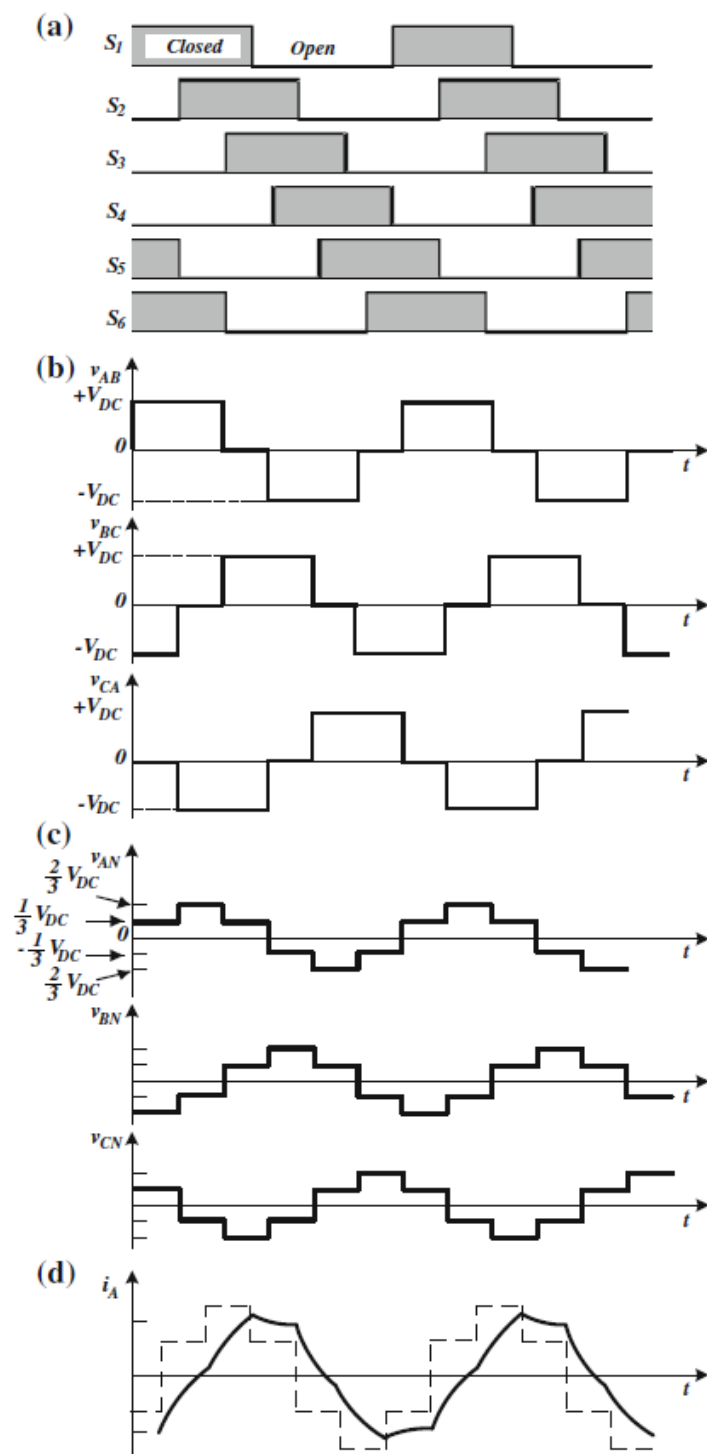 (a)
S1 Closed Open
S2
S3
S4
S5
S6
(b)
vAB
+VDC
0
t
-VDC
vBC
+VDC
0
t
-VDC
vCA
+VDC
0
t
-VDC
(c)
vAN
2/3 VDC
1/3 VDC
0
-1/3 VDC
t
2/3 VDC
vBN
t
vCN
t
(d)
iA
t